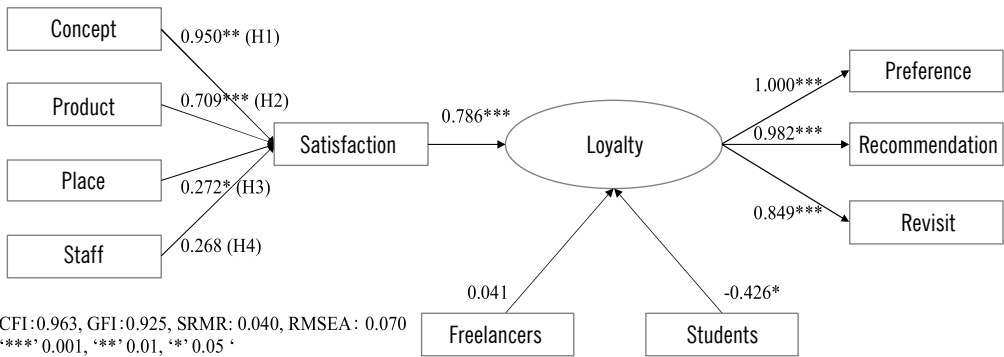 Concept
0.950** (H1)
Product
0.709*** (H2)
Place
0.272* (H3)
Staff
0.268 (H4)
Satisfaction
0.786***
Loyalty
1.000***
Preference
0.982***
Recommendation
0.849***
Revisit
0.041
Freelancers
-0.426*
Students
CFI:0.963, GFI:0.925, SRMR: 0.040, RMSEA: 0.070
‘***’ 0.001, ‘**’ 0.01, ‘*’ 0.05 ‘